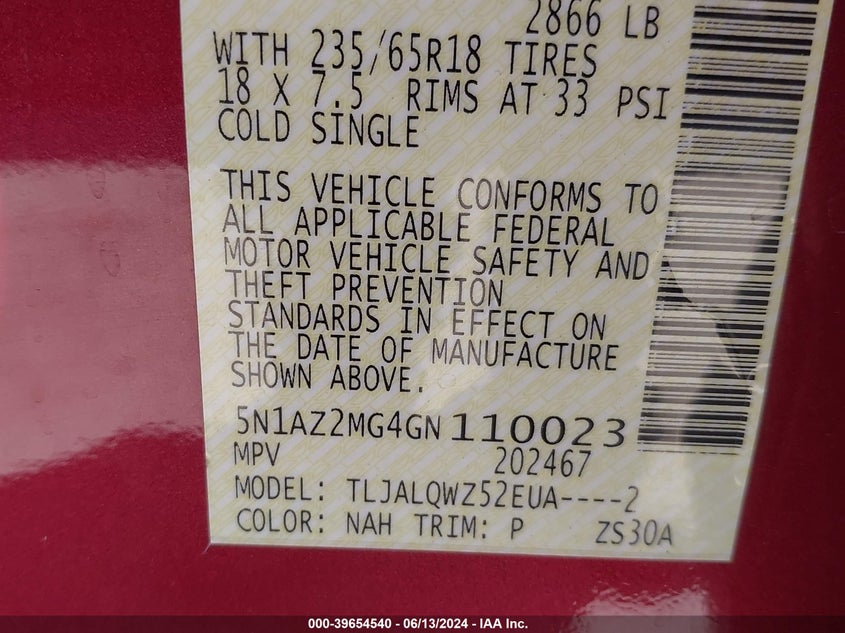 2866 LB
WITH 235/65R18 TIRES
18 X 7.5 RIMS AT 33 PSI
COLD SINGLE
THIS VEHICLE CONFORMS TO
ALL APPLICABLE FEDERAL
MOTOR VEHICLE SAFETY AND
THEFT PREVENTION
STANDARDS IN EFFECT ON
THE DATE OF MANUFACTURE
SHOWN ABOVE.
5N1AZ2MG4GN110023
MPV 202467
MODEL: TLJALQWZ52EUA----2
COLOR: NAH TRIM: P ZS30A
000-39654540 - 06/13/2024 - IAA Inc.